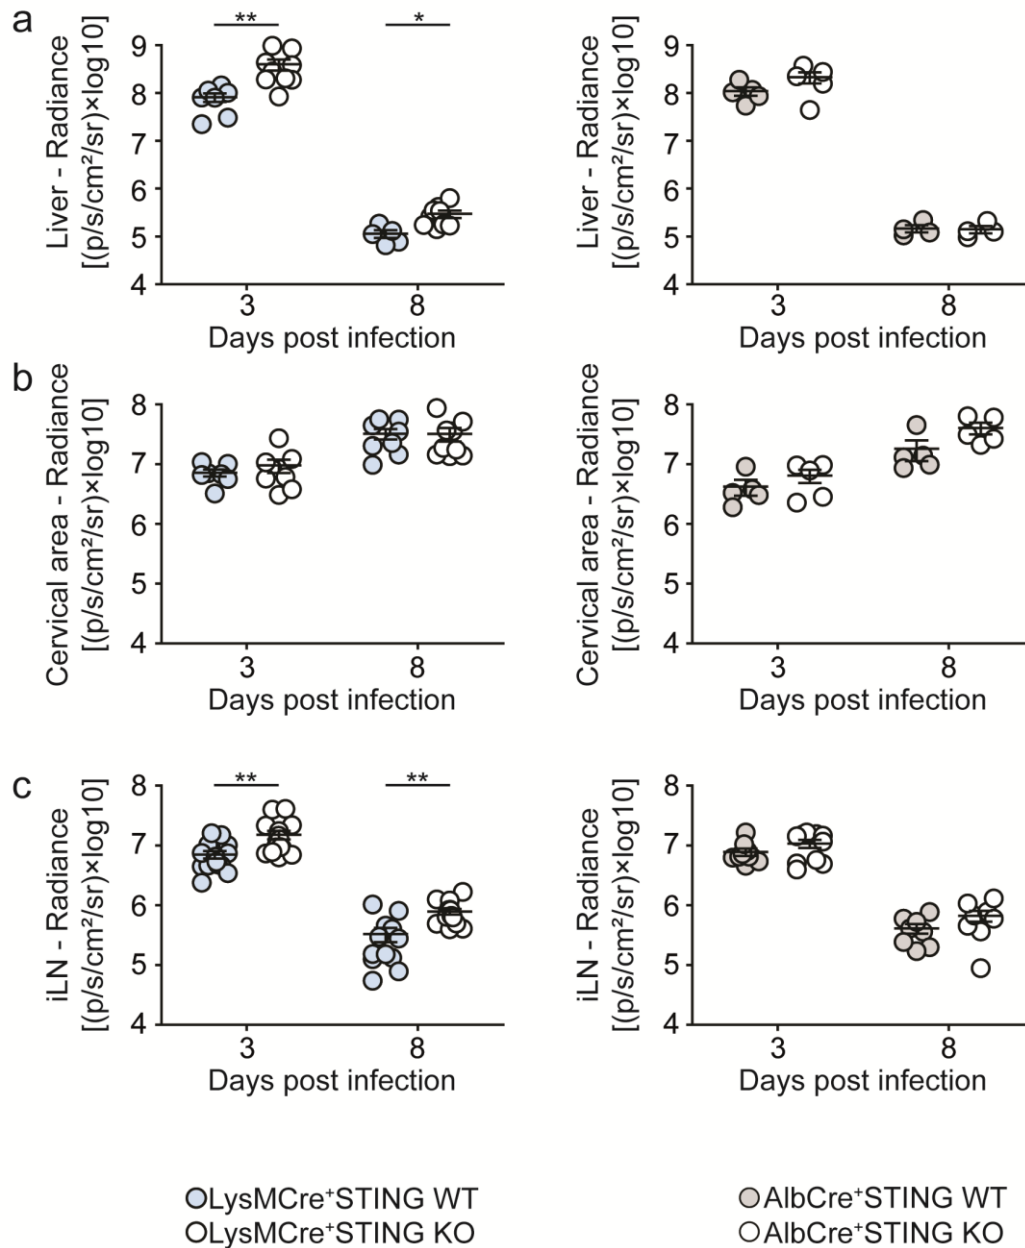 a
** *
9
8
7
6
5
4
Liver - Radiance
[(p/s/cm²/sr)×log10]
3 8
Days post infection
9
8
7
6
5
4
Liver - Radiance
[(p/s/cm²/sr)×log10]
3 8
Days post infection
b
8
7
6
5
4
Cervical area - Radiance
[(p/s/cm²/sr)×log10]
3 8
Days post infection
8
7
6
5
4
Cervical area - Radiance
[(p/s/cm²/sr)×log10]
3 8
Days post infection
c
** **
8
7
6
5
4
iLN - Radiance
[(p/s/cm²/sr)×log10]
3 8
Days post infection
8
7
6
5
4
iLN - Radiance
[(p/s/cm²/sr)×log10]
3 8
Days post infection
LysMCre⁺STING WT
LysMCre⁺STING KO
AlbCre⁺STING WT
AlbCre⁺STING KO